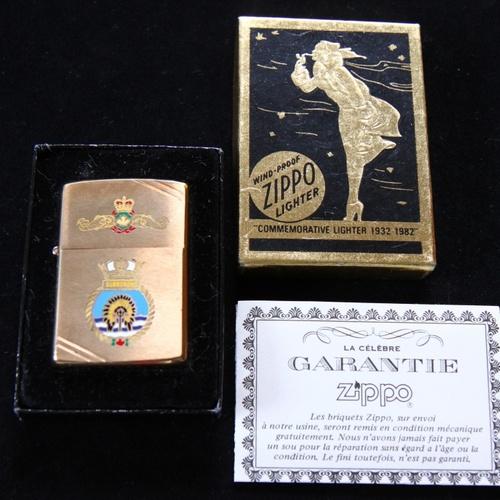 WIND-PROOF
ZIPPO
LIGHTER
"COMMEMORATIVE LIGHTER 1932 1982"
LA CÉLÈBRE
GARANTIE
zippo
Les briquets Zippo, sur envoi
à notre usine, seront remis en condition mécanique
gratuitement. Nous n'avons jamais fait payer
un sou pour la réparation sans égard a l'âge ou la
condition. Le fini toutefois, n'est pas garanti.